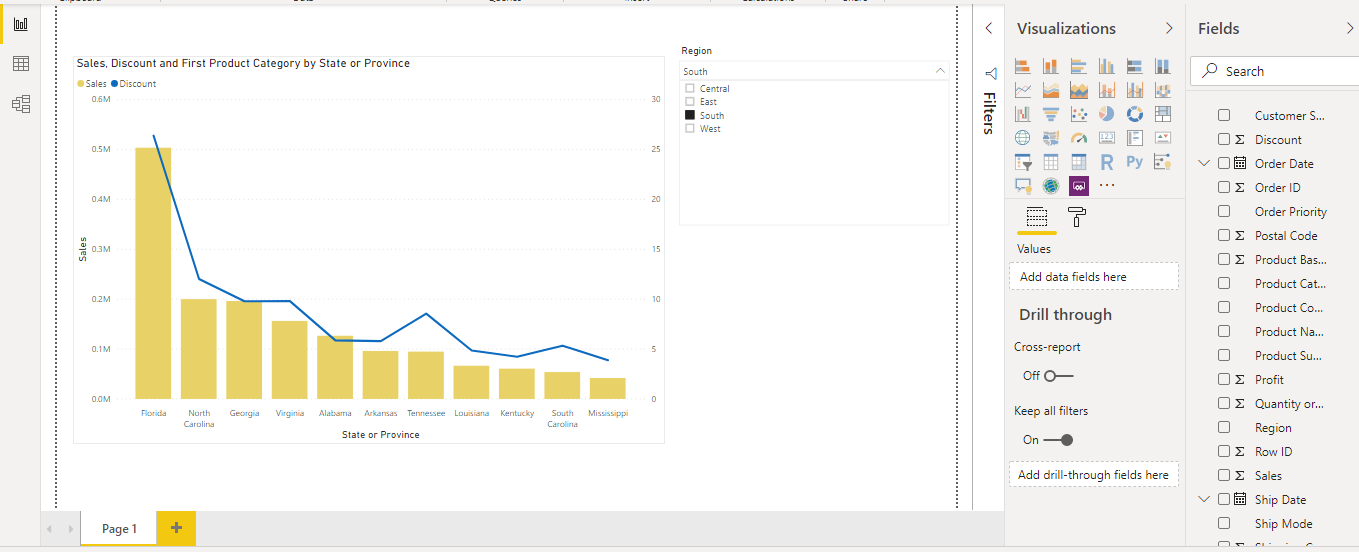 Sales, Discount and First Product Category by State or Province
Sales Discount
0.6M
0.5M
0.4M
0.3M
0.2M
0.1M
0.0M
Sales
30
25
20
15
10
5
0
Florida
North
Carolina
Georgia
Virginia
Alabama
Arkansas
Tennessee
Louisiana
Kentucky
South
Carolina
Mississippi
State or Province
Region
South
Central
East
South
West
Page 1
+
Filters
Visualizations
123
R
Py
...
Values
Add data fields here
Drill through
Cross-report
Off
Keep all filters
On
Add drill-through fields here
Fields
Search
Customer S...
Σ Discount
Order Date
Σ Order ID
Order Priority
Σ Postal Code
Σ Product Bas...
Product Cat...
Product Co...
Product Na...
Product Su...
Σ Profit
Σ Quantity or...
Region
Σ Row ID
Σ Sales
Ship Date
Ship Mode